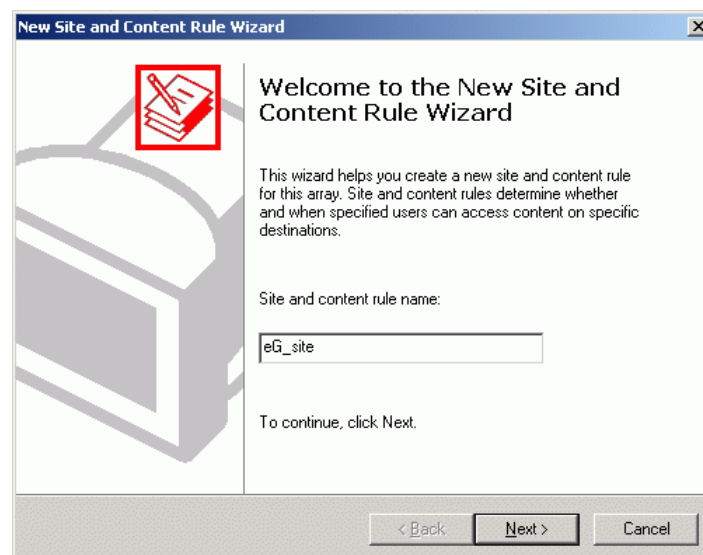 New Site and Content Rule Wizard
Welcome to the New Site and
Content Rule Wizard
This wizard helps you create a new site and content rule
for this array. Site and content rules determine whether
and when specified users can access content on specific
destinations.
Site and content rule name:
eG_site
To continue, click Next.
< Back Next > Cancel